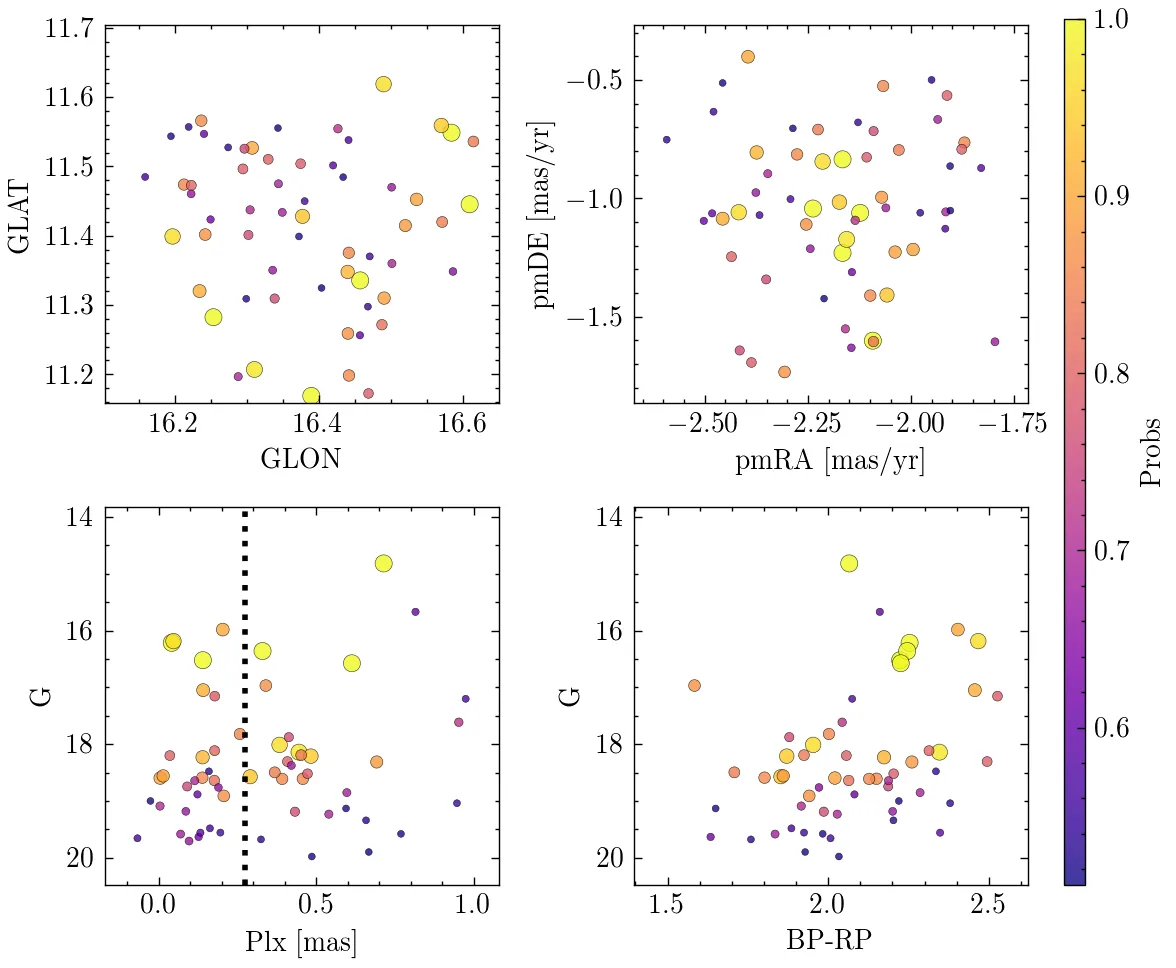 11.7
11.6
11.5
11.4
11.3
11.2
GLAT
16.2 16.4 16.6
GLON
−0.5
−1.0
−1.5
pmDE [mas/yr]
−2.50 −2.25 −2.00 −1.75
pmRA [mas/yr]
14
16
18
20
G
0.0 0.5 1.0
Plx [mas]
14
16
18
20
G
1.5 2.0 2.5
BP-RP
1.0
0.9
0.8
0.7
0.6
Probs